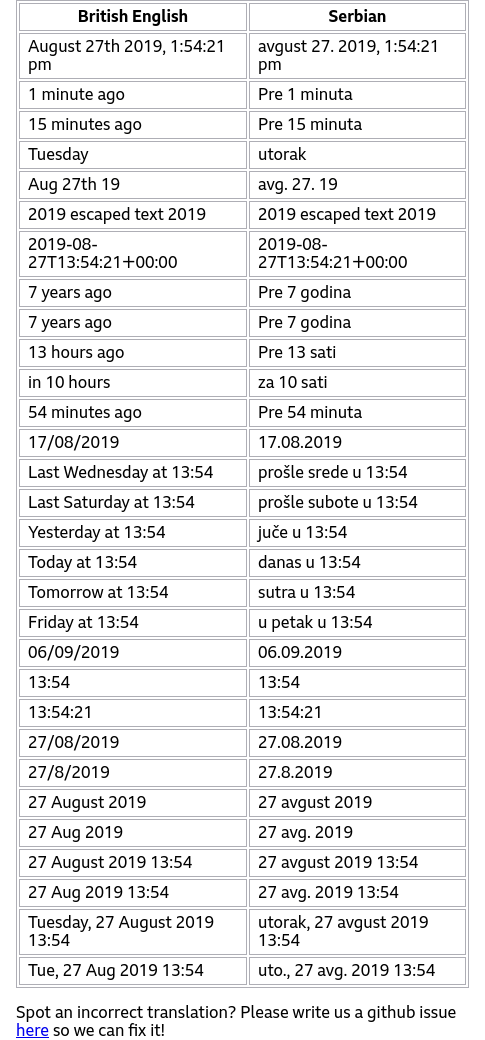 British English Serbian
August 27th 2019, 1:54:21 avgust 27. 2019, 1:54:21
pm pm
1 minute ago Pre 1 minuta
15 minutes ago Pre 15 minuta
Tuesday utorak
Aug 27th 19 avg. 27. 19
2019 escaped text 2019 2019 escaped text 2019
2019-08- 2019-08-
27T13:54:21+00:00 27T13:54:21+00:00
7 years ago Pre 7 godina
7 years ago Pre 7 godina
13 hours ago Pre 13 sati
in 10 hours za 10 sati
54 minutes ago Pre 54 minuta
17/08/2019 17.08.2019
Last Wednesday at 13:54 prošle srede u 13:54
Last Saturday at 13:54 prošle subote u 13:54
Yesterday at 13:54 juče u 13:54
Today at 13:54 danas u 13:54
Tomorrow at 13:54 sutra u 13:54
Friday at 13:54 u petak u 13:54
06/09/2019 06.09.2019
13:54 13:54
13:54:21 13:54:21
27/08/2019 27.08.2019
27/8/2019 27.8.2019
27 August 2019 27 avgust 2019
27 Aug 2019 27 avg. 2019
27 August 2019 13:54 27 avgust 2019 13:54
27 Aug 2019 13:54 27 avg. 2019 13:54
Tuesday, 27 August 2019 utorak, 27 avgust 2019
13:54 13:54
Tue, 27 Aug 2019 13:54 uto., 27 avg. 2019 13:54
Spot an incorrect translation? Please write us a github issue
here so we can fix it!